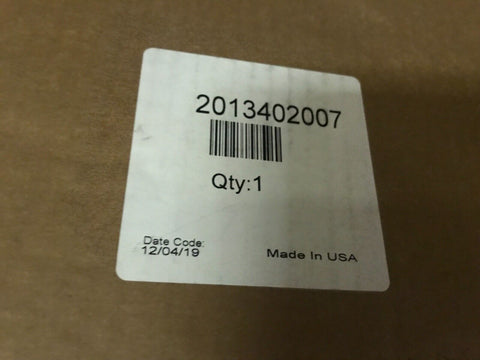 2013402007
Qty:1
Date Code:
12/04/19
Made In USA